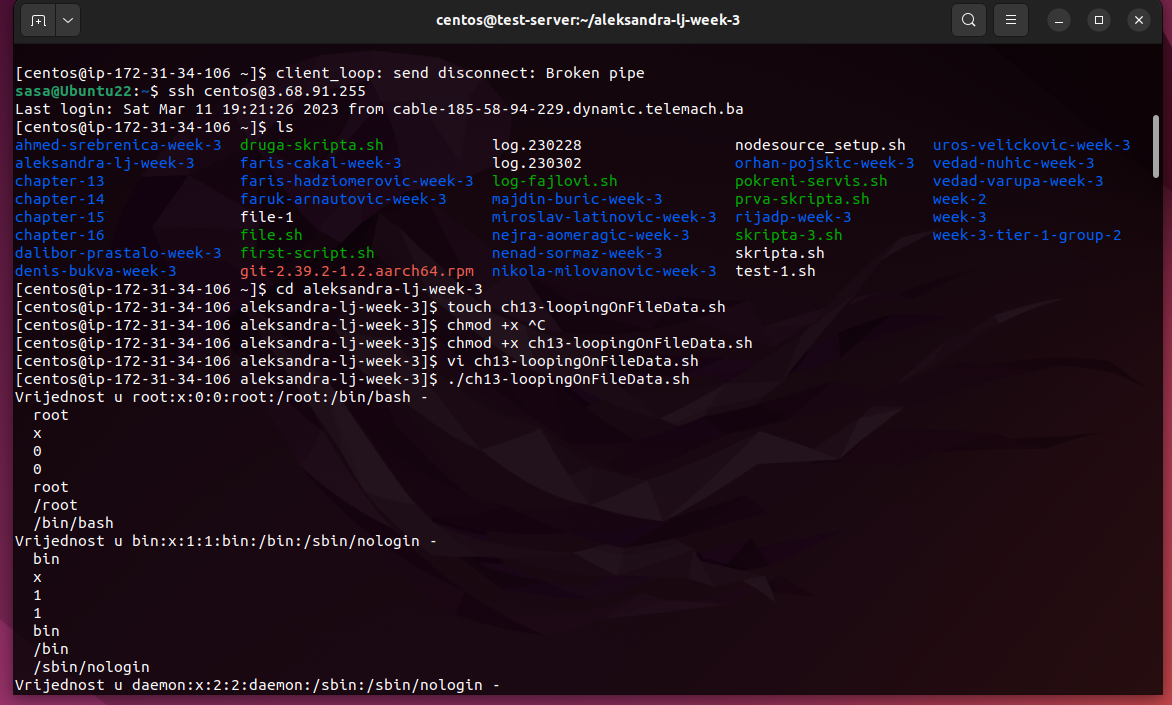 centos@test-server:~/aleksandra-lj-week-3
[centos@ip-172-31-34-106 ~]$ client_loop: send disconnect: Broken pipe
sasa@Ubuntu22:~$ ssh centos@3.68.91.255
Last login: Sat Mar 11 19:21:26 2023 from cable-185-58-94-229.dynamic.telemach.ba
[centos@ip-172-31-34-106 ~]$ ls
ahmed-srebrenica-week-3  druga-skripta.sh            log.230228                 nodesource_setup.sh   uros-velickovic-week-3
aleksandra-lj-week-3     faris-cakal-week-3          log.230302                 orhan-pojskic-week-3  vedad-nuhic-week-3
chapter-13               faris-hadziomerovic-week-3  log-fajlovi.sh             pokreni-servis.sh     vedad-varupa-week-3
chapter-14               faruk-arnautovic-week-3     majdin-buric-week-3        prva-skripta.sh       week-2
chapter-15               file-1                      miroslav-latinovic-week-3  rijadp-week-3         week-3
chapter-16               file.sh                     nejra-aomeragic-week-3     skripta-3.sh          week-3-tier-1-group-2
dalibor-prastalo-week-3  first-script.sh             nenad-sormaz-week-3        skripta.sh
denis-bukva-week-3       git-2.39.2-1.2.aarch64.rpm  nikola-milovanovic-week-3  test-1.sh
[centos@ip-172-31-34-106 ~]$ cd aleksandra-lj-week-3
[centos@ip-172-31-34-106 aleksandra-lj-week-3]$ touch ch13-loopingOnFileData.sh
[centos@ip-172-31-34-106 aleksandra-lj-week-3]$ chmod +x ^C
[centos@ip-172-31-34-106 aleksandra-lj-week-3]$ chmod +x ch13-loopingOnFileData.sh
[centos@ip-172-31-34-106 aleksandra-lj-week-3]$ vi ch13-loopingOnFileData.sh
[centos@ip-172-31-34-106 aleksandra-lj-week-3]$ ./ch13-loopingOnFileData.sh
Vrijednost u root:x:0:0:root:/root:/bin/bash -
  root
  x
  0
  0
  root
  /root
  /bin/bash
Vrijednost u bin:x:1:1:bin:/bin:/sbin/nologin -
  bin
  x
  1
  1
  bin
  /bin
  /sbin/nologin
Vrijednost u daemon:x:2:2:daemon:/sbin:/sbin/nologin -